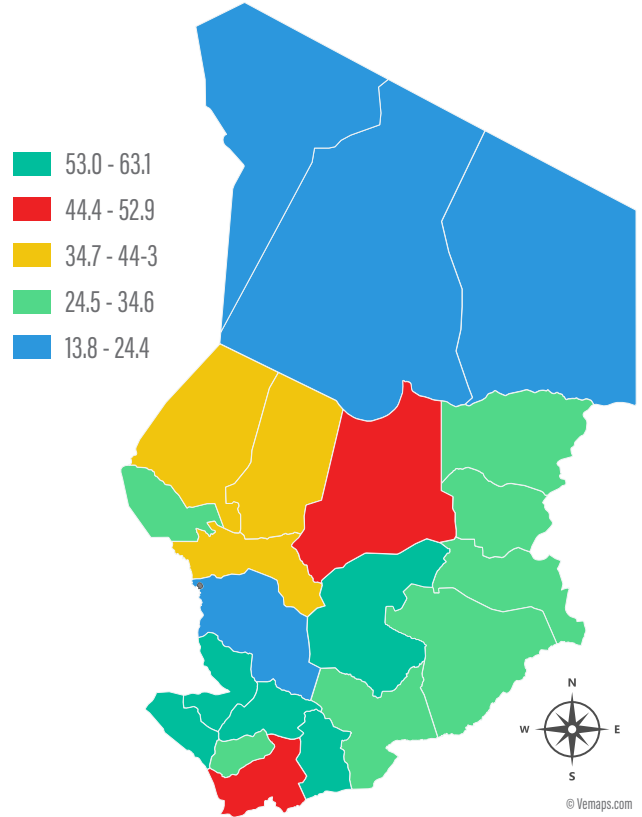 53.0 - 63.1
44.4 - 52.9
34.7 - 44-3
24.5 - 34.6
13.8 - 24.4
N
W E
S
© Vemaps.com